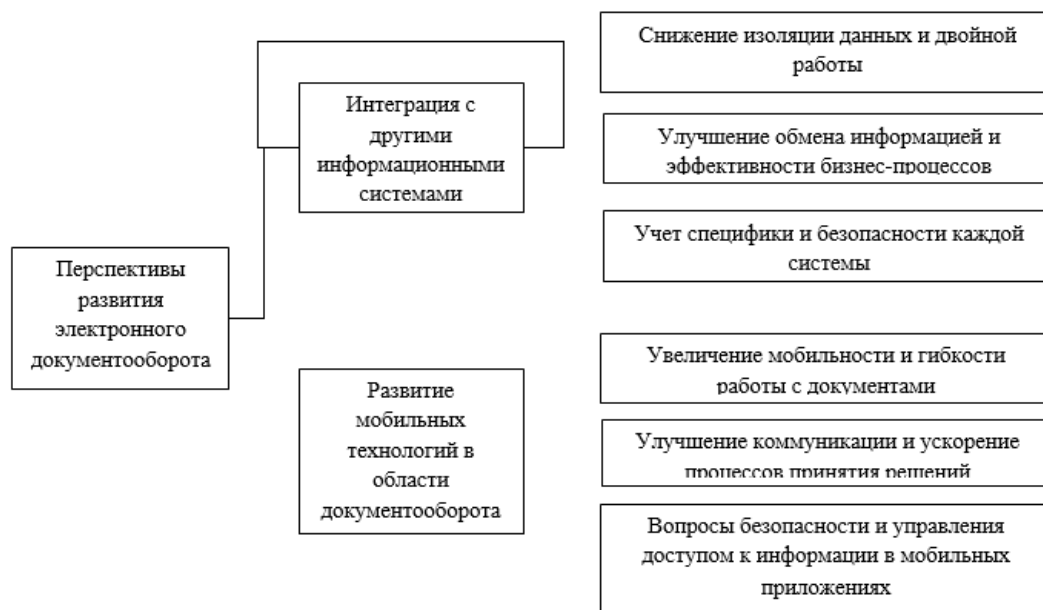 Перспективы
развития
электронного
документооборота
Интеграция с
другими
информационными
системами
Снижение изоляции данных и двойной
работы
Улучшение обмена информацией и
эффективности бизнес-процессов
Учет специфики и безопасности каждой
системы
Развитие
мобильных
технологий в
области
документооборота
Увеличение мобильности и гибкости
работы с документами
Улучшение коммуникации и ускорение
процессов принятия решений
Вопросы безопасности и управления
доступом к информации в мобильных
приложениях